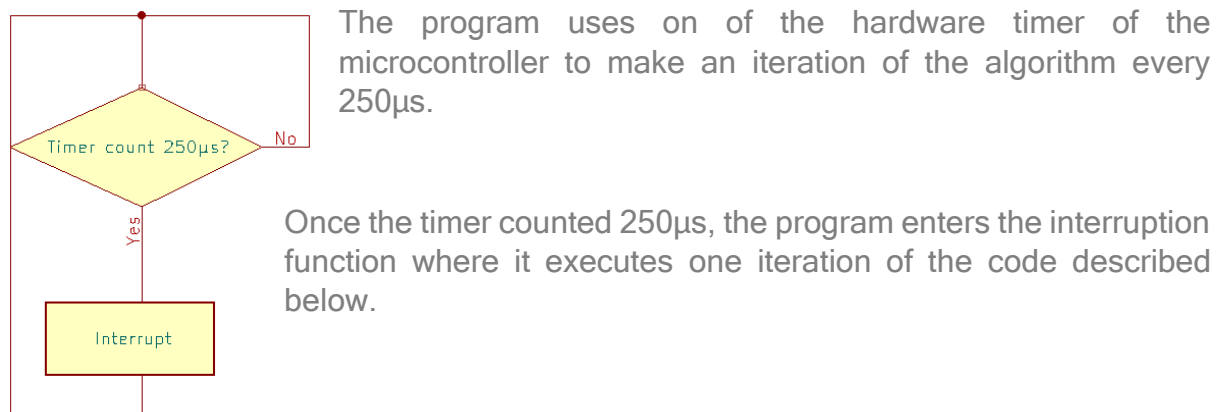 The program uses on of the hardware timer of the
microcontroller to make an iteration of the algorithm every
250µs.
Timer count 250µs?
No
Yes
Once the timer counted 250µs, the program enters the interruption
function where it executes one iteration of the code described
below.
Interrupt